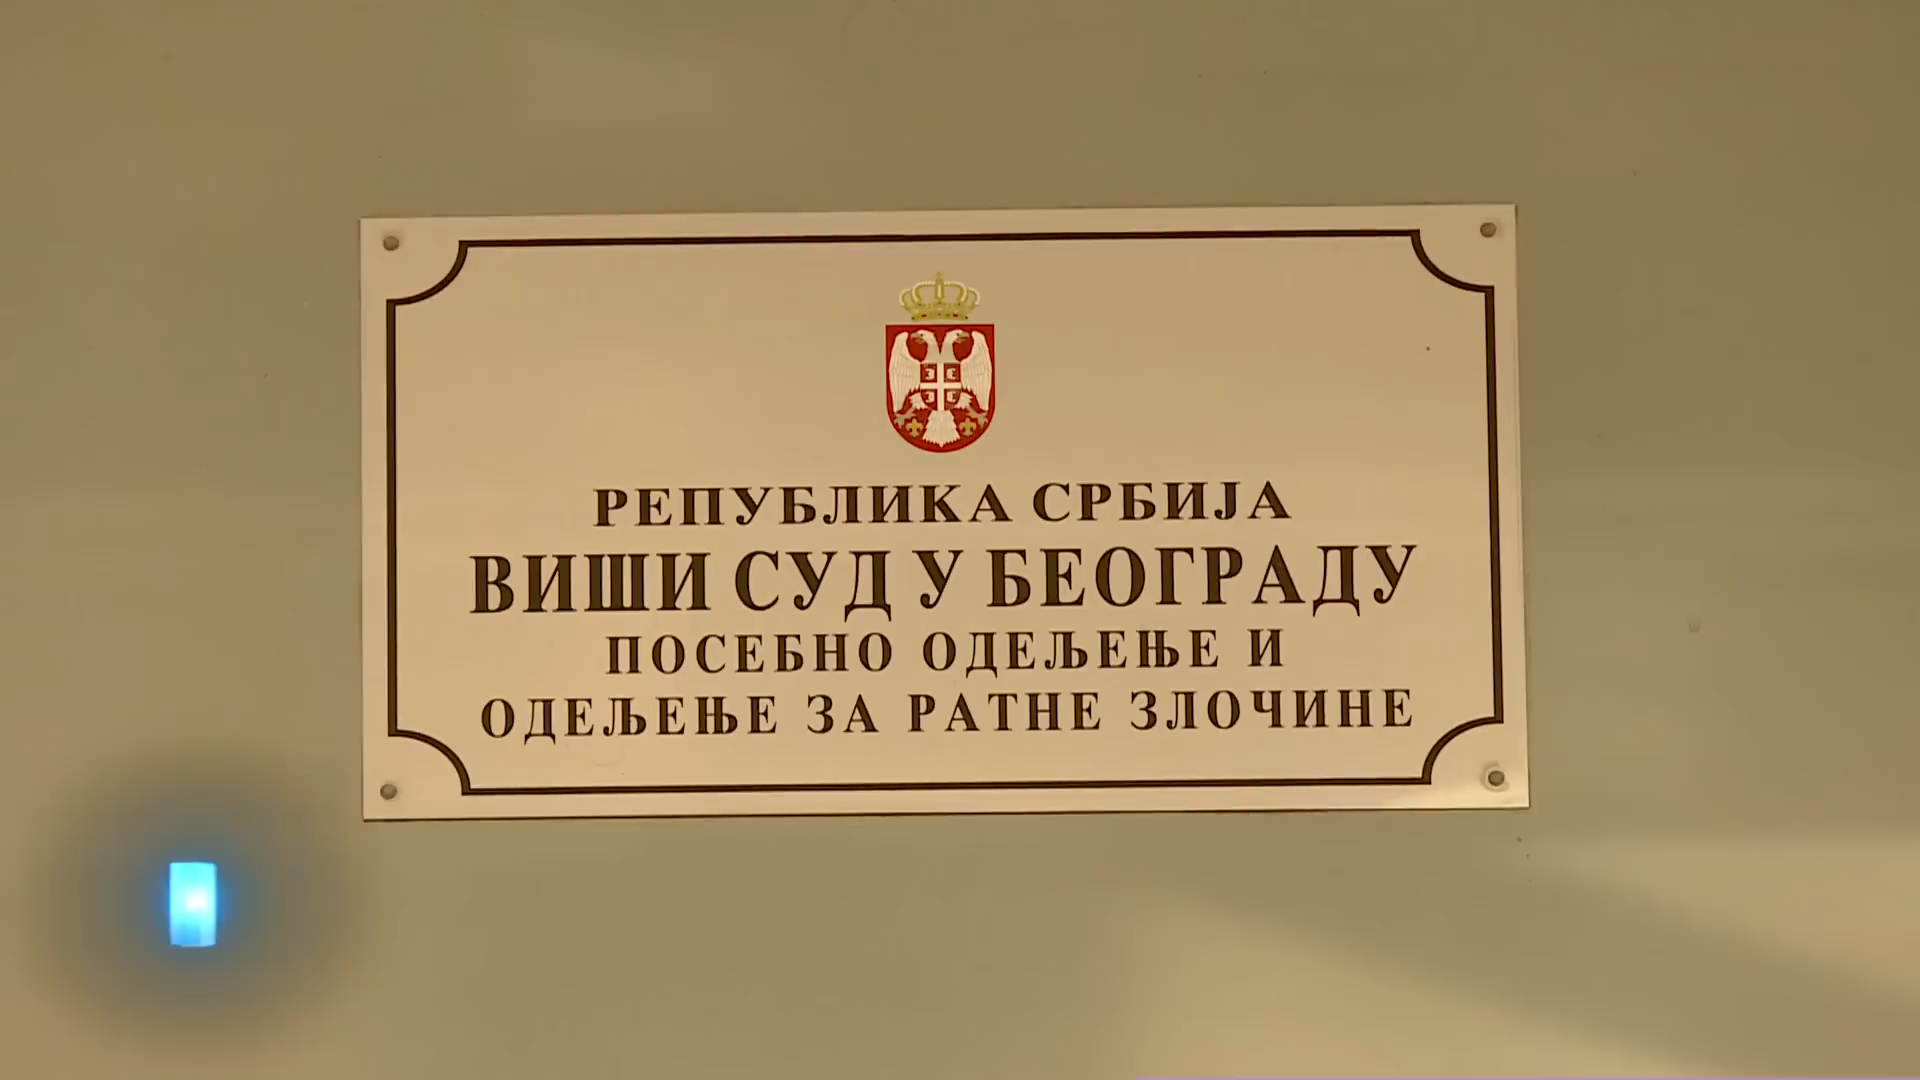 РЕПУБЛИКА СРБИЈА
ВИШИ СУД У БЕОГРАДУ
ПОСЕБНО ОДЕЉЕЊЕ И
ОДЕЉЕЊЕ ЗА РАТНЕ ЗЛОЧИНЕ